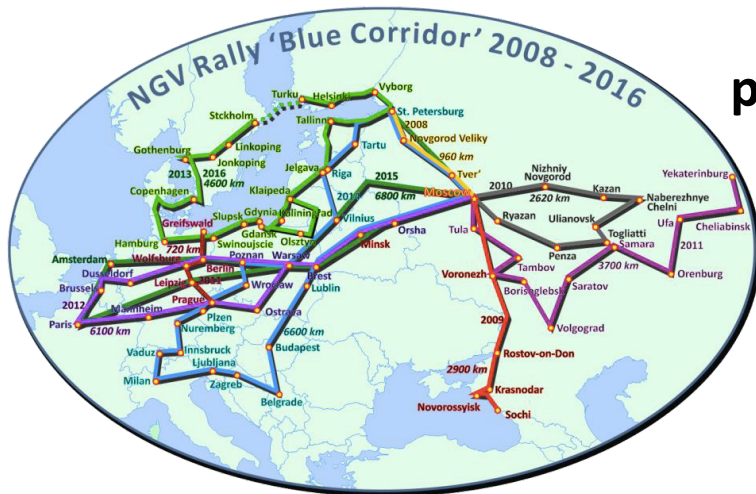 NGV Rally 'Blue Corridor' 2008 - 2016
p
Turku
Helsinki
Vyborg
Stckholm
Tallinn
St. Petersburg
2008
Novgorod Veliky
Linkoping
Gothenburg
Jonkoping
Tartu
960 km
2013
2016
4600 km
Jelgava
Riga
Tver'
Nizhniy
Novgorod
Yekaterinburg
2015
6800 km
Moscow
2010
2620 km
Kazan
Naberezhnye
Chelni
Copenhagen
Klaipeda
Greifswald
Slupsk
Gdynia
Kaliningrad
Vilnius
Ryazan
Ulianovsk
Ufa
Cheliabinsk
Hamburg
720 km
Gdansk
Swinoujscie
Olsztyn
Orsha
Tula
Togliatti
Samara
2011
Amsterdam
Wolfsburg
Berlin
Poznan
Warsaw
Minsk
Penza
3700 km
Dusseldorf
Brussels
Leipzig
Wroclaw
Brest
Lublin
Voronezh
Tambov
Borisoglebsk
Saratov
Orenburg
2012
Mannheim
Prague
Plzen
Ostrava
Paris
6100 km
Nuremberg
6600 km
2009
Volgograd
Vaduz
Innsbruck
Budapest
Rostov-on-Don
Ljubljana
2900 km
Milan
Zagreb
Krasnodar
Belgrade
Novorossyisk
Sochi